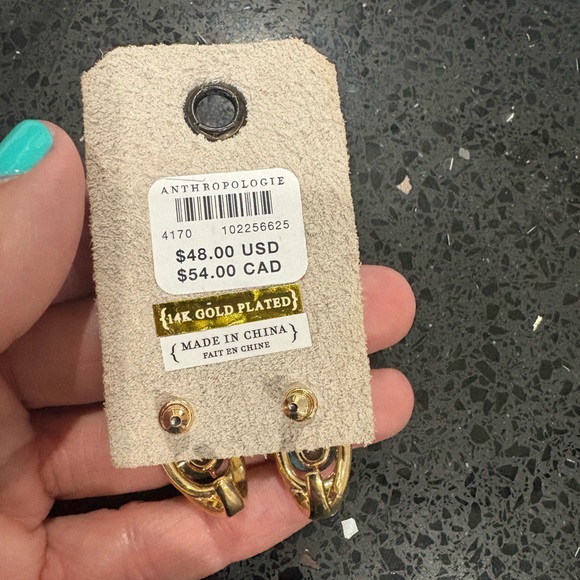 ANTHROPOLOGIE
4170 102256625
$48.00 USD
$54.00 CAD
{14K GOLD PLATED}
{ MADE IN CHINA }
FAIT EN CHINE